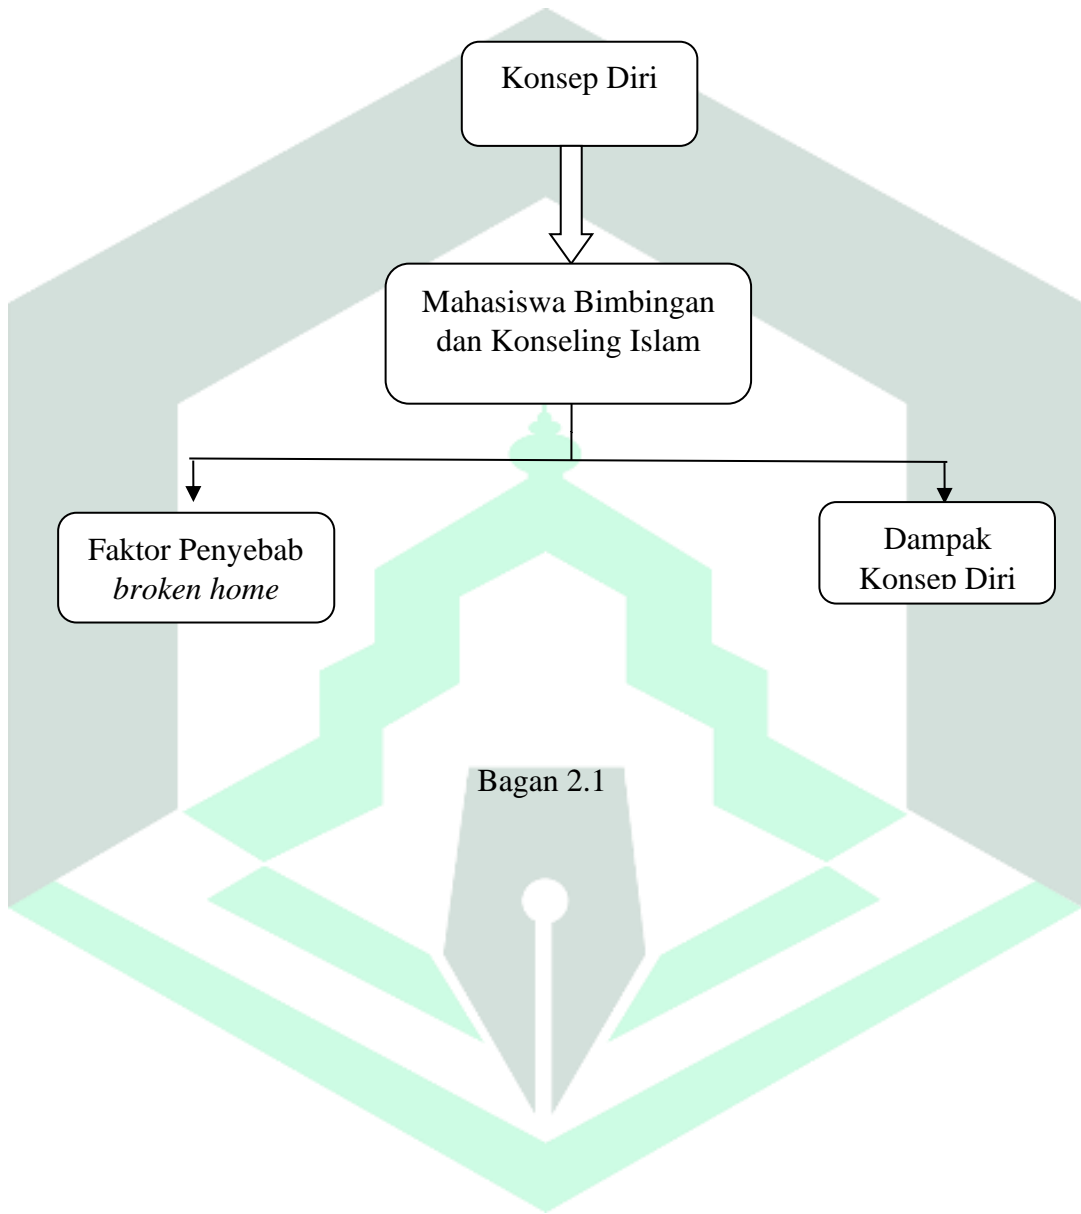 Konsep Diri
Mahasiswa Bimbingan
dan Konseling Islam
Faktor Penyebab
broken home
Dampak
Konsep Diri
Bagan 2.1